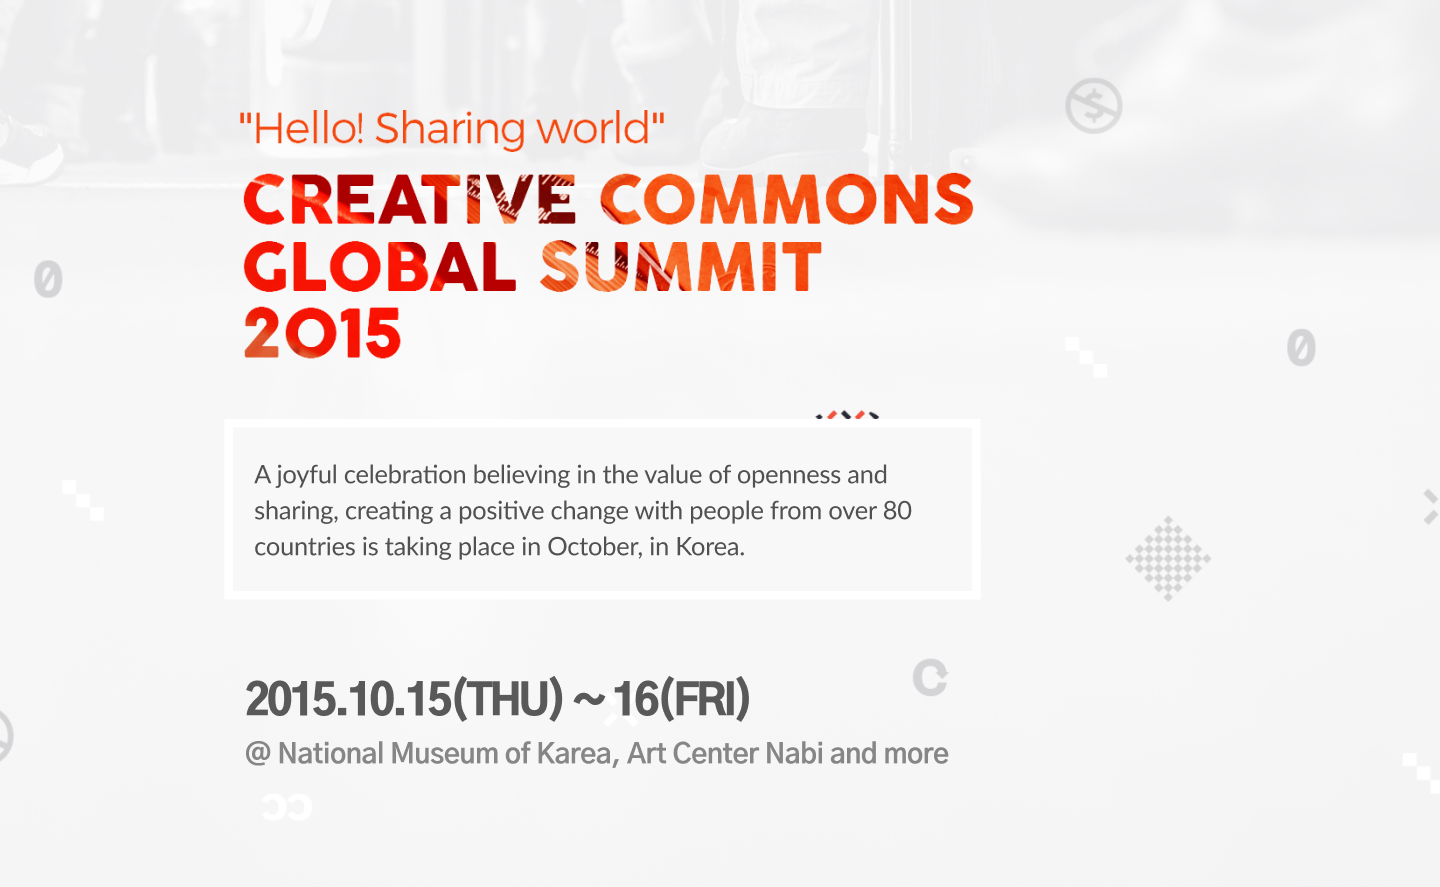 "Hello! Sharing world"
CREATIVE COMMONS
GLOBAL SUMMIT
2015
A joyful celebration believing in the value of openness and
sharing, creating a positive change with people from over 80
countries is taking place in October, in Korea.
2015.10.15(THU) ~ 16(FRI)
@ National Museum of Karea, Art Center Nabi and more